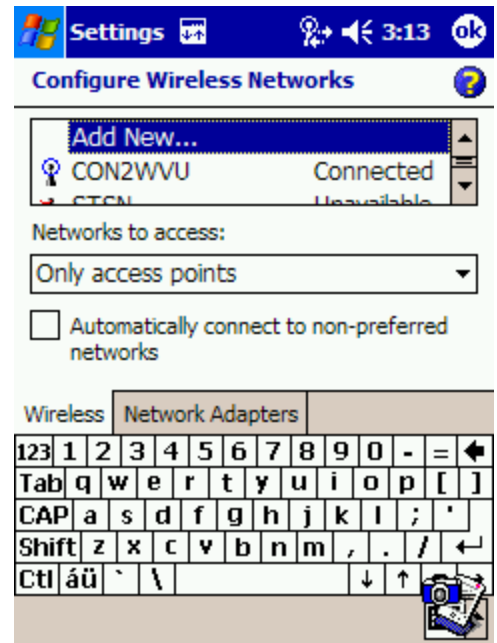 Settings 3:13 ok
Configure Wireless Networks ?
Add New...
CON2WVU Connected
STSN Unavailable
Networks to access:
Only access points
Automatically connect to non-preferred
networks
Wireless Network Adapters
123 1 2 3 4 5 6 7 8 9 0 - =
Tab q w e r t y u i o p [ ]
CAP a s d f g h j k l ; '
Shift z x c v b n m , . /
Ctl áü ` \ ↓ ↑